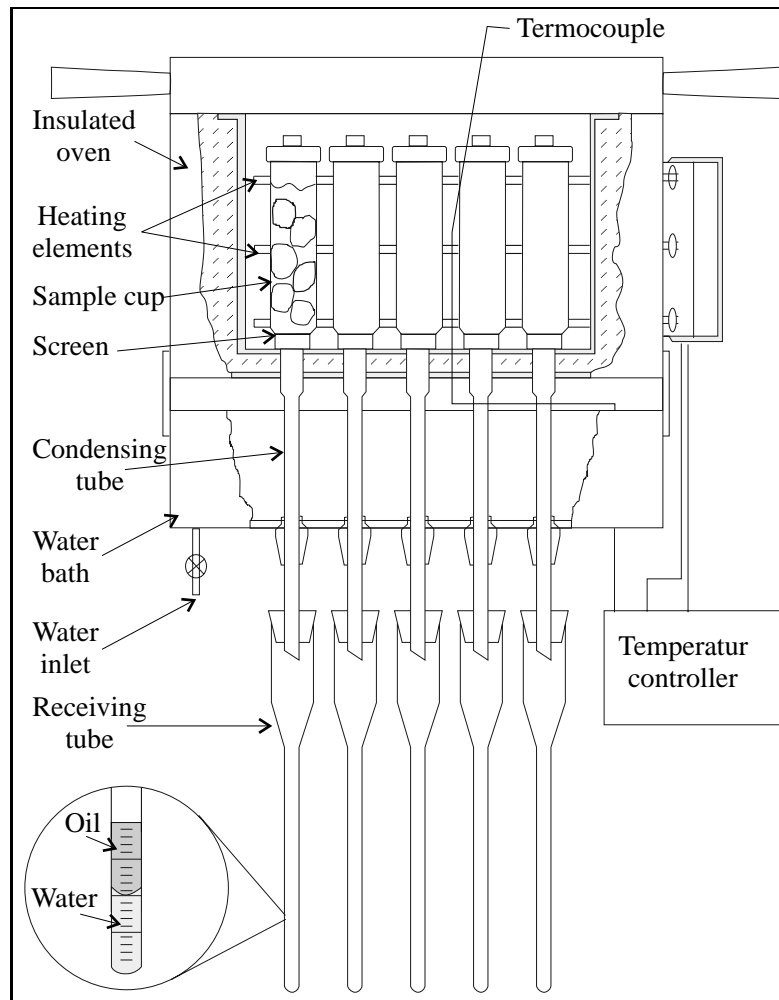 Termocouple
Insulated
oven
Heating
elements
Sample cup
Screen
Condensing
tube
Water
bath
Water
inlet
Temperatur
controller
Receiving
tube
Oil
Water